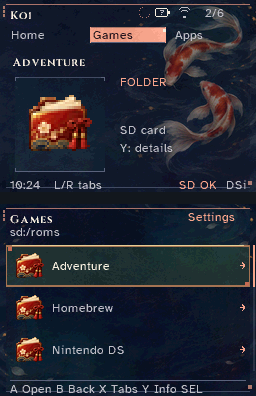 Koi ? 2/6
Home Games Apps
Adventure
FOLDER
SD card
Y: details
10:24 L/R tabs SD OK DSi
Games Settings
sd:/roms
Adventure
Homebrew
Nintendo DS
A Open B Back X Tabs Y Info SEL